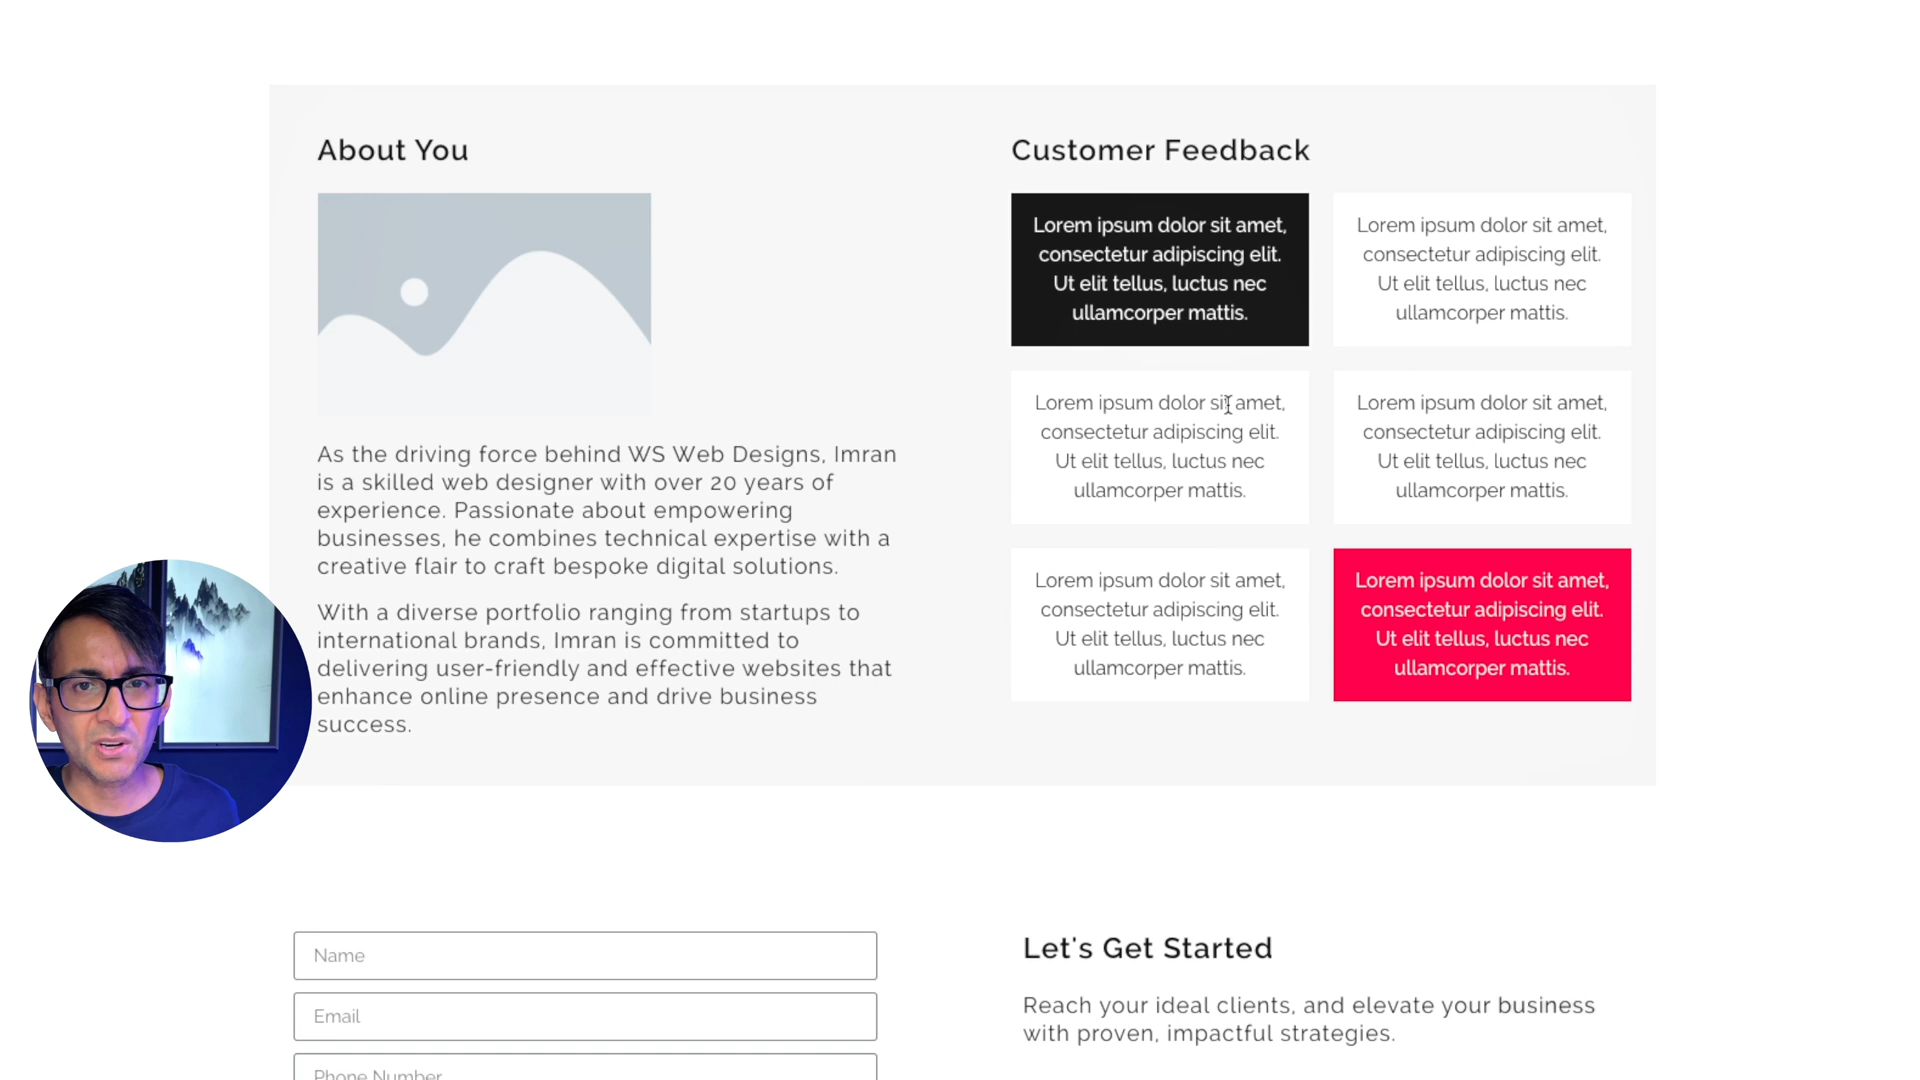 About You
As the driving force behind WS Web Designs, Imran
is a skilled web designer with over 20 years of
experience. Passionate about empowering
businesses, he combines technical expertise with a
creative flair to craft bespoke digital solutions.
With a diverse portfolio ranging from startups to
international brands, Imran is committed to
delivering user-friendly and effective websites that
enhance online presence and drive business
success.
Customer Feedback
Lorem ipsum dolor sit amet,
consectetur adipiscing elit.
Ut elit tellus, luctus nec
ullamcorper mattis.
Lorem ipsum dolor sit amet,
consectetur adipiscing elit.
Ut elit tellus, luctus nec
ullamcorper mattis.
Lorem ipsum dolor sit amet,
consectetur adipiscing elit.
Ut elit tellus, luctus nec
ullamcorper mattis.
Lorem ipsum dolor sit amet,
consectetur adipiscing elit.
Ut elit tellus, luctus nec
ullamcorper mattis.
Lorem ipsum dolor sit amet,
consectetur adipiscing elit.
Ut elit tellus, luctus nec
ullamcorper mattis.
Lorem ipsum dolor sit amet,
consectetur adipiscing elit.
Ut elit tellus, luctus nec
ullamcorper mattis.
Name
Email
Phone Number
Let's Get Started
Reach your ideal clients, and elevate your business
with proven, impactful strategies.